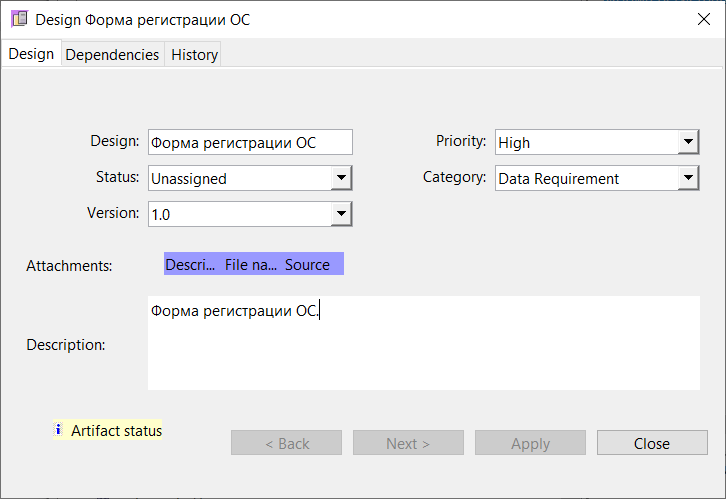 Design Форма регистрации ОС
Design Dependencies History
Design: Форма регистрации ОС Priority: High
Status: Unassigned Category: Data Requirement
Version: 1.0
Attachments: Descri... File na... Source
Форма регистрации ОС.
Description:
Artifact status
< Back Next > Apply Close